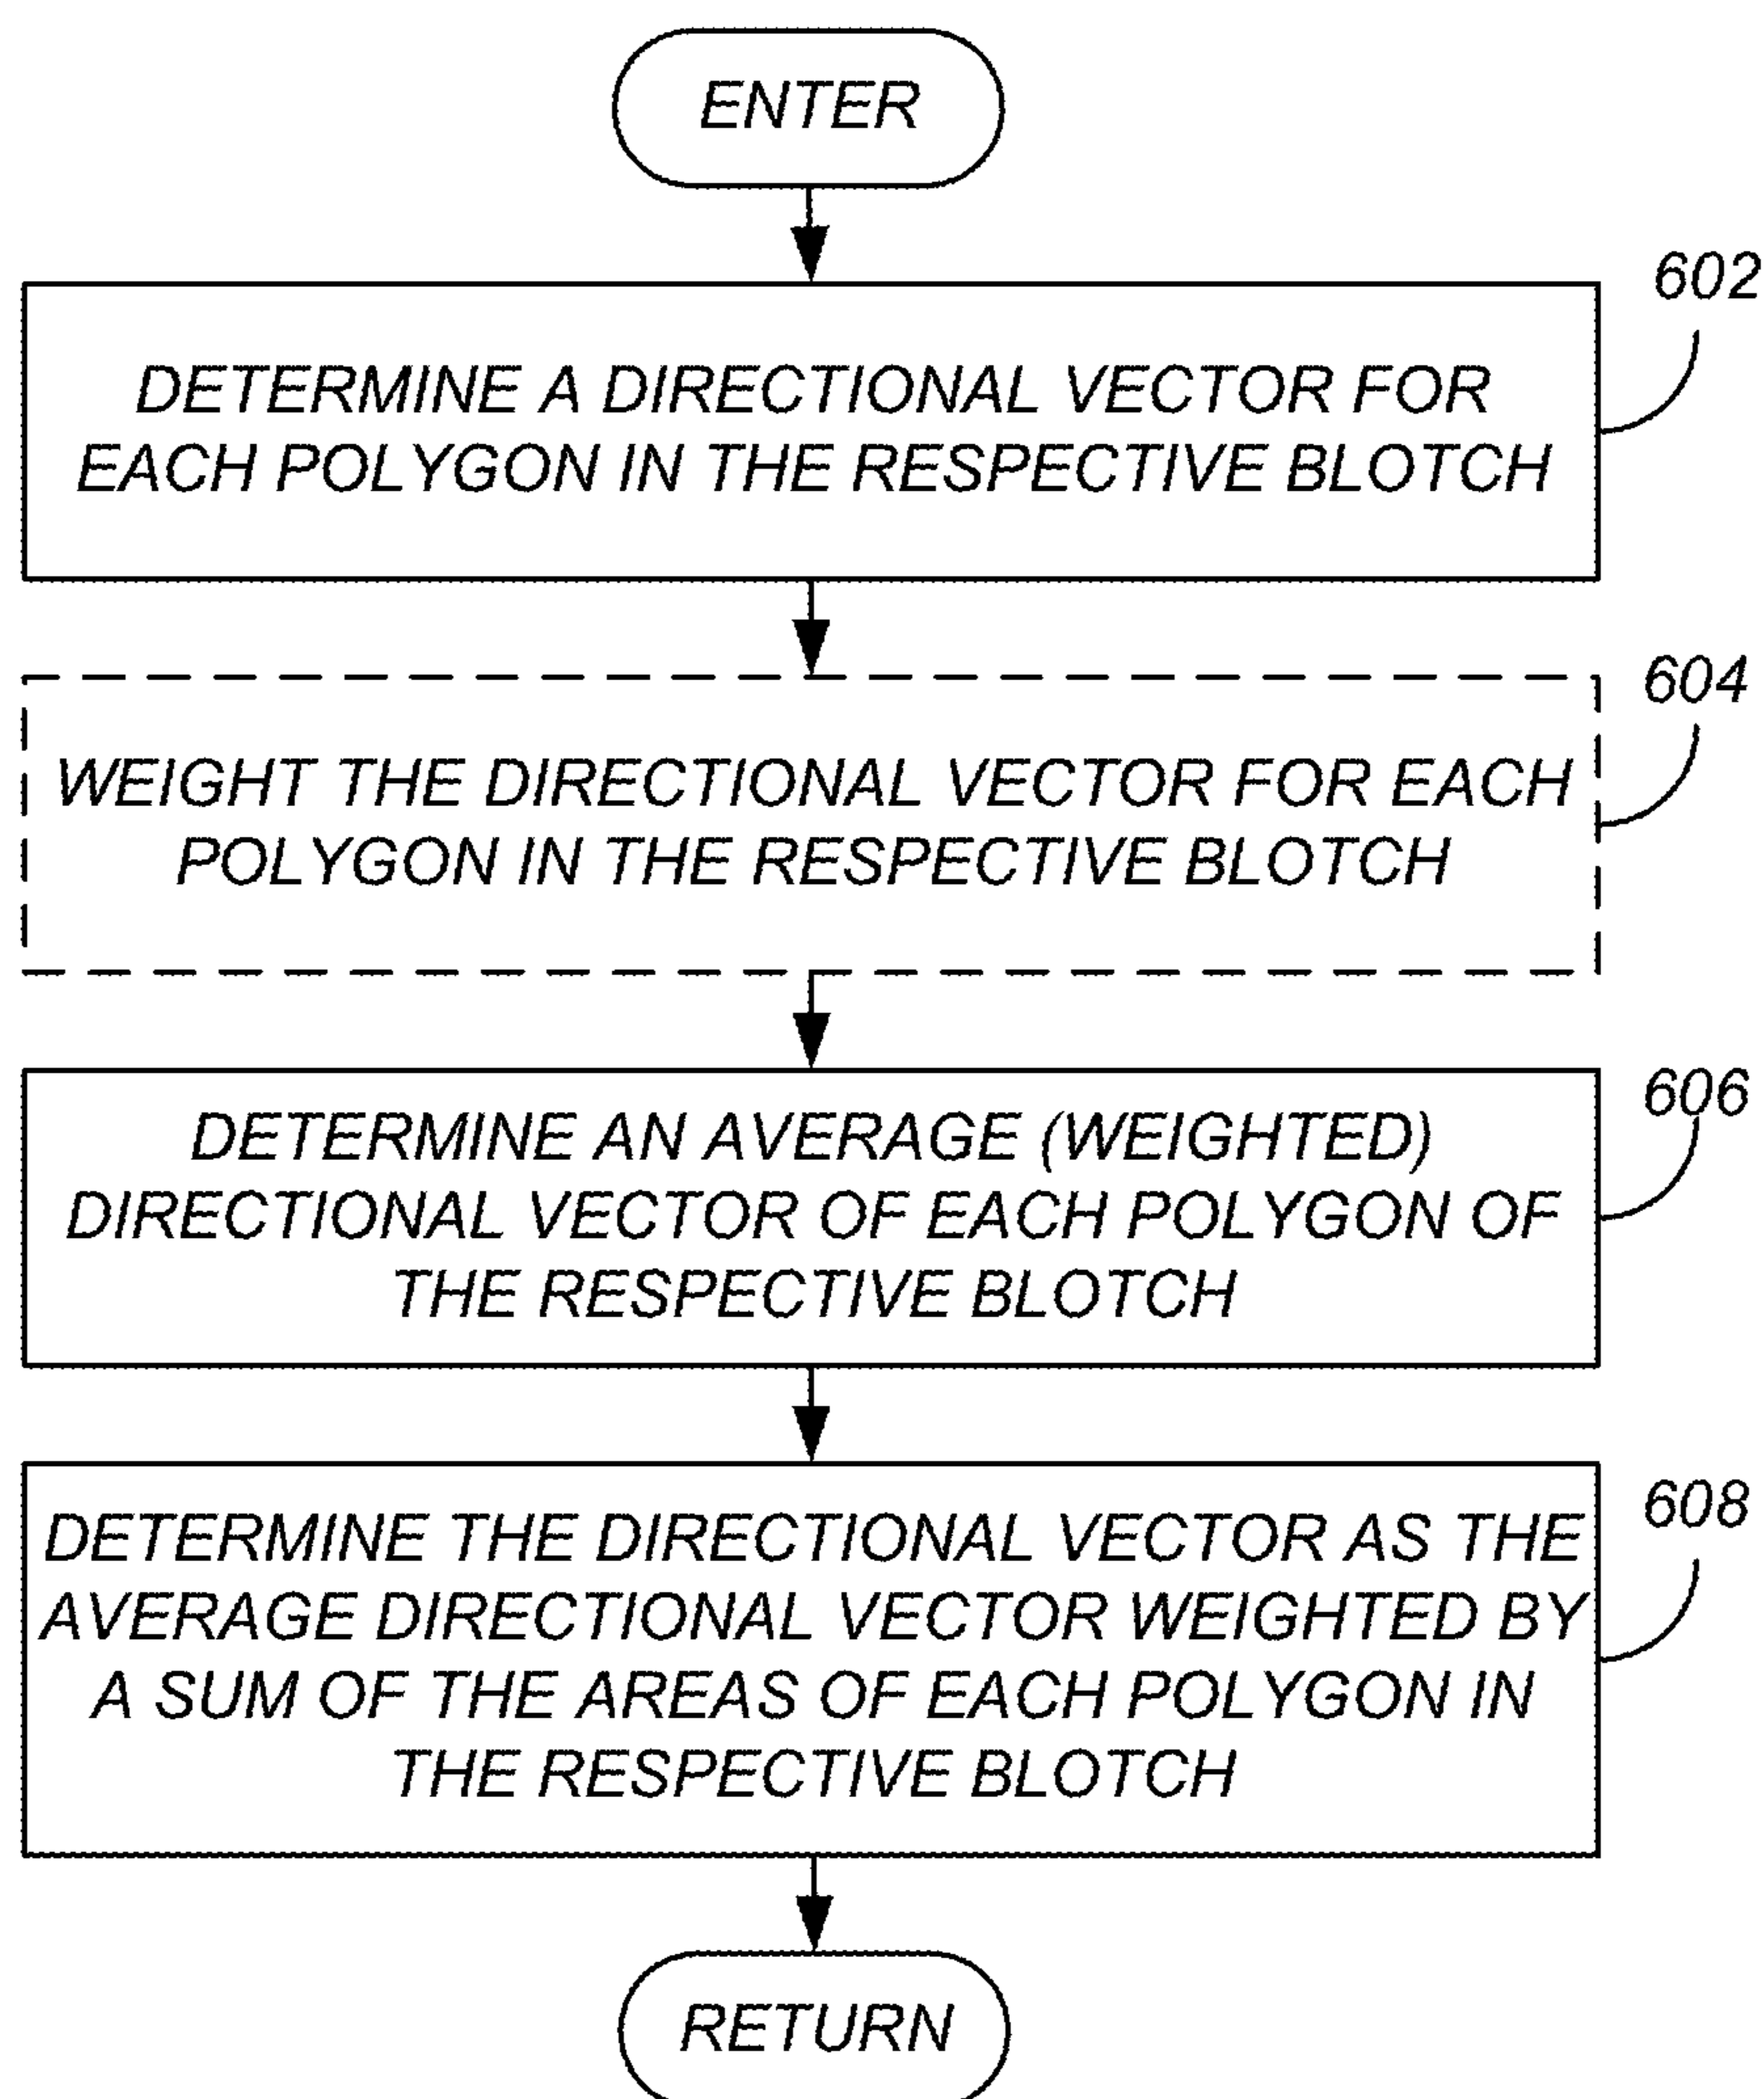 ENTER
602
DETERMINE A DIRECTIONAL VECTOR FOR
EACH POLYGON IN THE RESPECTIVE BLOTCH
604
WEIGHT THE DIRECTIONAL VECTOR FOR EACH
POLYGON IN THE RESPECTIVE BLOTCH
606
DETERMINE AN AVERAGE (WEIGHTED)
DIRECTIONAL VECTOR OF EACH POLYGON OF
THE RESPECTIVE BLOTCH
608
DETERMINE THE DIRECTIONAL VECTOR AS THE
AVERAGE DIRECTIONAL VECTOR WEIGHTED BY
A SUM OF THE AREAS OF EACH POLYGON IN
THE RESPECTIVE BLOTCH
RETURN